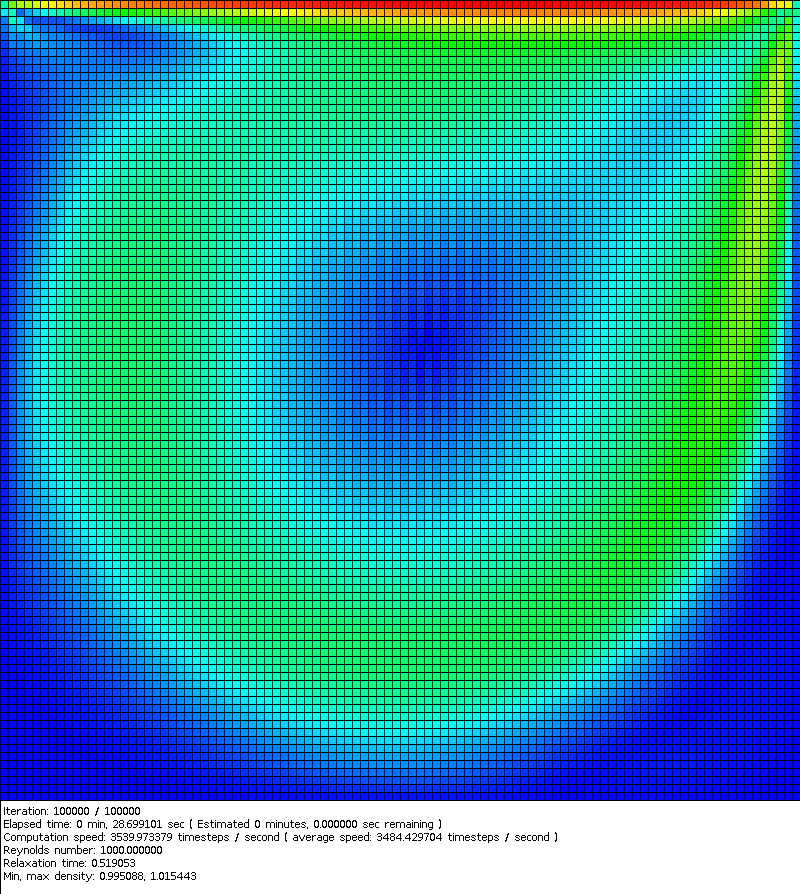 Iteration: 100000 / 100000
Elapsed time: 0 min, 28.699101 sec ( Estimated 0 minutes, 0.000000 sec remaining )
Computation speed: 3539.973379 timesteps / second ( average speed: 3484.429704 timesteps / second )
Reynolds number: 1000.000000
Relaxation time: 0.519053
Min, max density: 0.995088, 1.015443